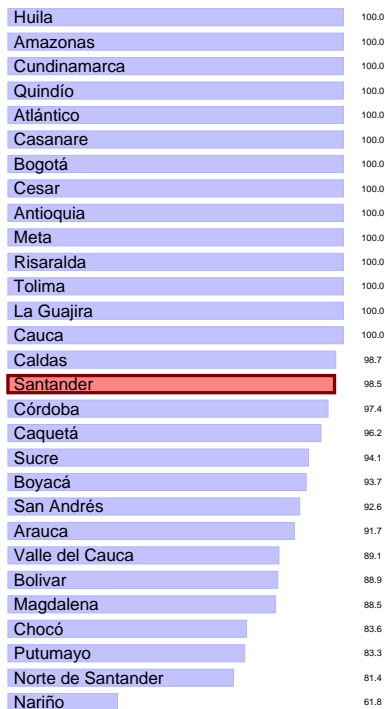 Huila 100.0
Amazonas 100.0
Cundinamarca 100.0
Quindío 100.0
Atlántico 100.0
Casanare 100.0
Bogotá 100.0
Cesar 100.0
Antioquia 100.0
Meta 100.0
Risaralda 100.0
Tolima 100.0
La Guajira 100.0
Cauca 100.0
Caldas 98.7
Santander 98.5
Córdoba 97.4
Caquetá 96.2
Sucre 94.1
Boyacá 93.7
San Andrés 92.6
Arauca 91.7
Valle del Cauca 89.1
Bolivar 88.9
Magdalena 88.5
Chocó 83.6
Putumayo 83.3
Norte de Santander 81.4
Nariño 61.8